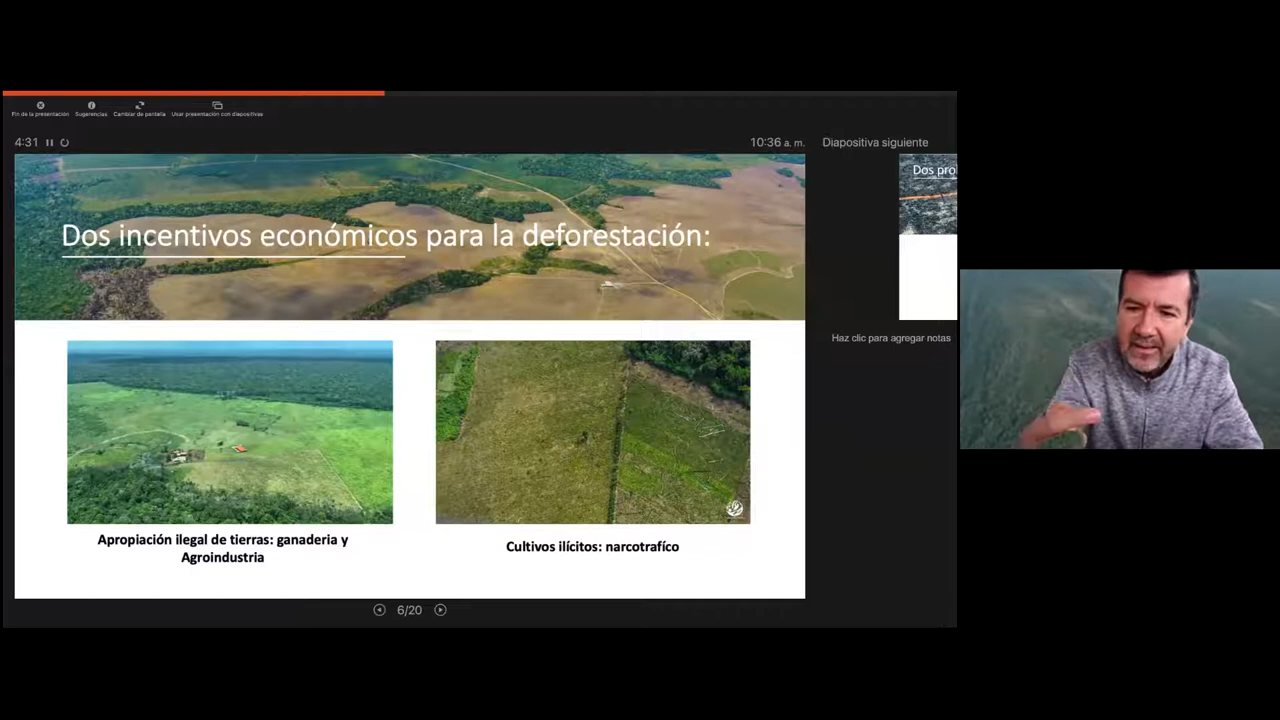 Fin de la presentación Sugerencias Cambiar de pantalla Usar presentación con diapositivas
4:31
10:36 a. m.
Diapositiva siguiente
Dos incentivos económicos para la deforestación:
Dos pro
Haz clic para agregar notas
Apropiación ilegal de tierras: ganaderia y
Agroindustria
Cultivos ilícitos: narcotrafíco
6/20